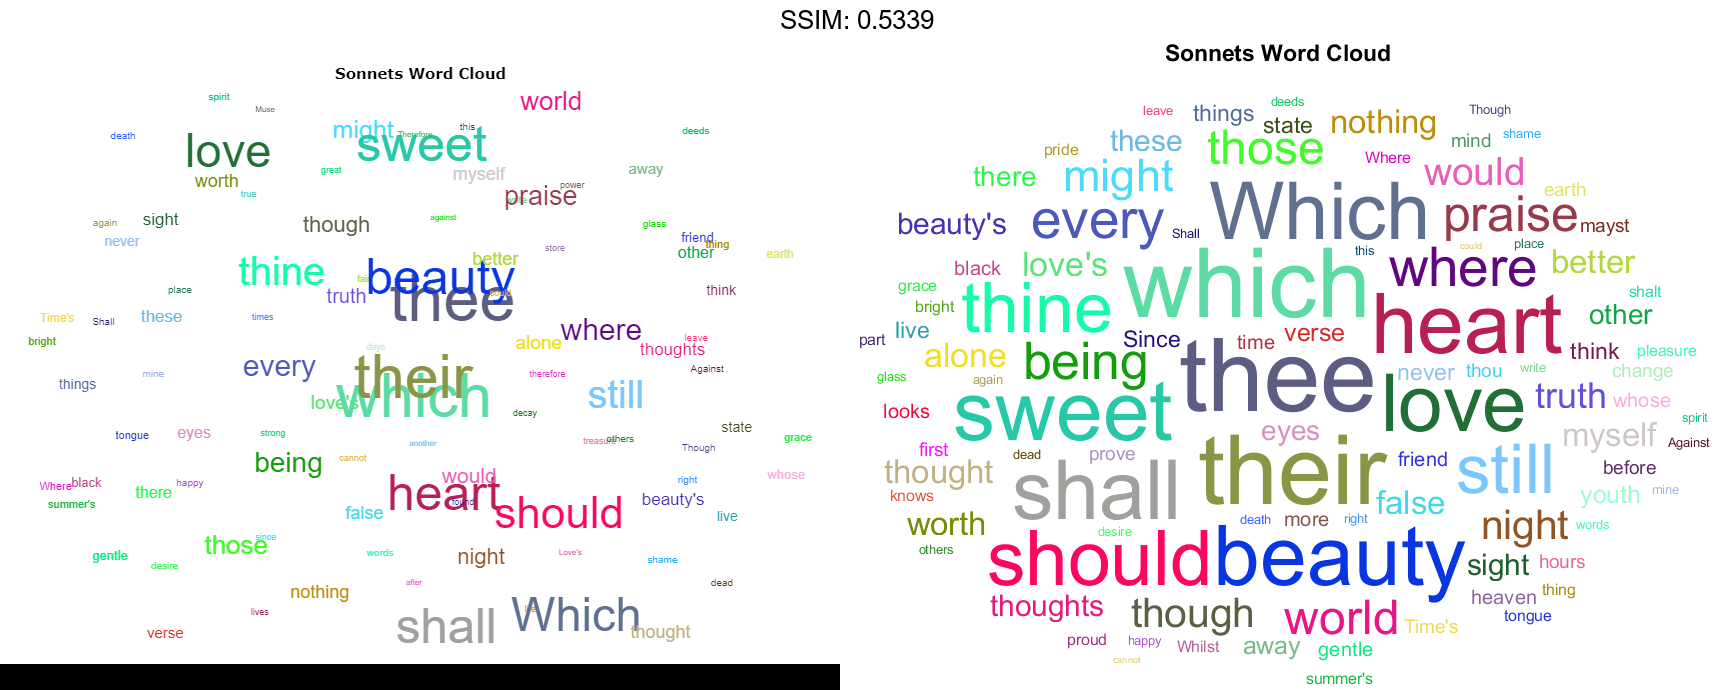 SSIM: 0.5339
Sonnets Word Cloud
spirit
Muse
world
death
might
Therefore
this
deeds
love
sweet
great
myself
away
worth
true
power
write
praise
again
sight
though
against
glass
never
store
friend
thing
other
earth
better
thine
fair
beauty
could
truth
thee
place
think
Time's
Shall
these
times
where
leave
bright
days
alone
thoughts
every
their
therefore
Against
things
mine
love's
which
still
decay
tongue
eyes
strong
another
treasure
others
state
Though
grace
being
cannot
would
whose
Where
black
there
happy
heart
found
right
summer's
false
should
beauty's
live
since
those
gentle
desire
words
night
Love's
shame
nothing
after
dead
lives
shall
Which
verse
thought
Sonnets Word Cloud
leave
things
deeds
Though
these
state
nothing
shame
pride
those
Where
mind
there
might
would
earth
beauty's
every
Shall
Which
praise
mayst
this
could
place
black
love's
which
where
better
grace
thine
heart
shalt
bright
other
part
live
Since
time
verse
alone
being
think
pleasure
glass
again
thee
never
thou
write
change
looks
sweet
love
truth
whose
spirit
first
eyes
myself
Against
dead
prove
friend
before
thought
shall
their
still
knows
false
youth
mine
worth
death
more
right
night
words
others
desire
should
beauty
sight
hours
thoughts
though
world
heaven
thing
Time's
tongue
proud
happy
Whilst
away
gentle
cannot
summer's